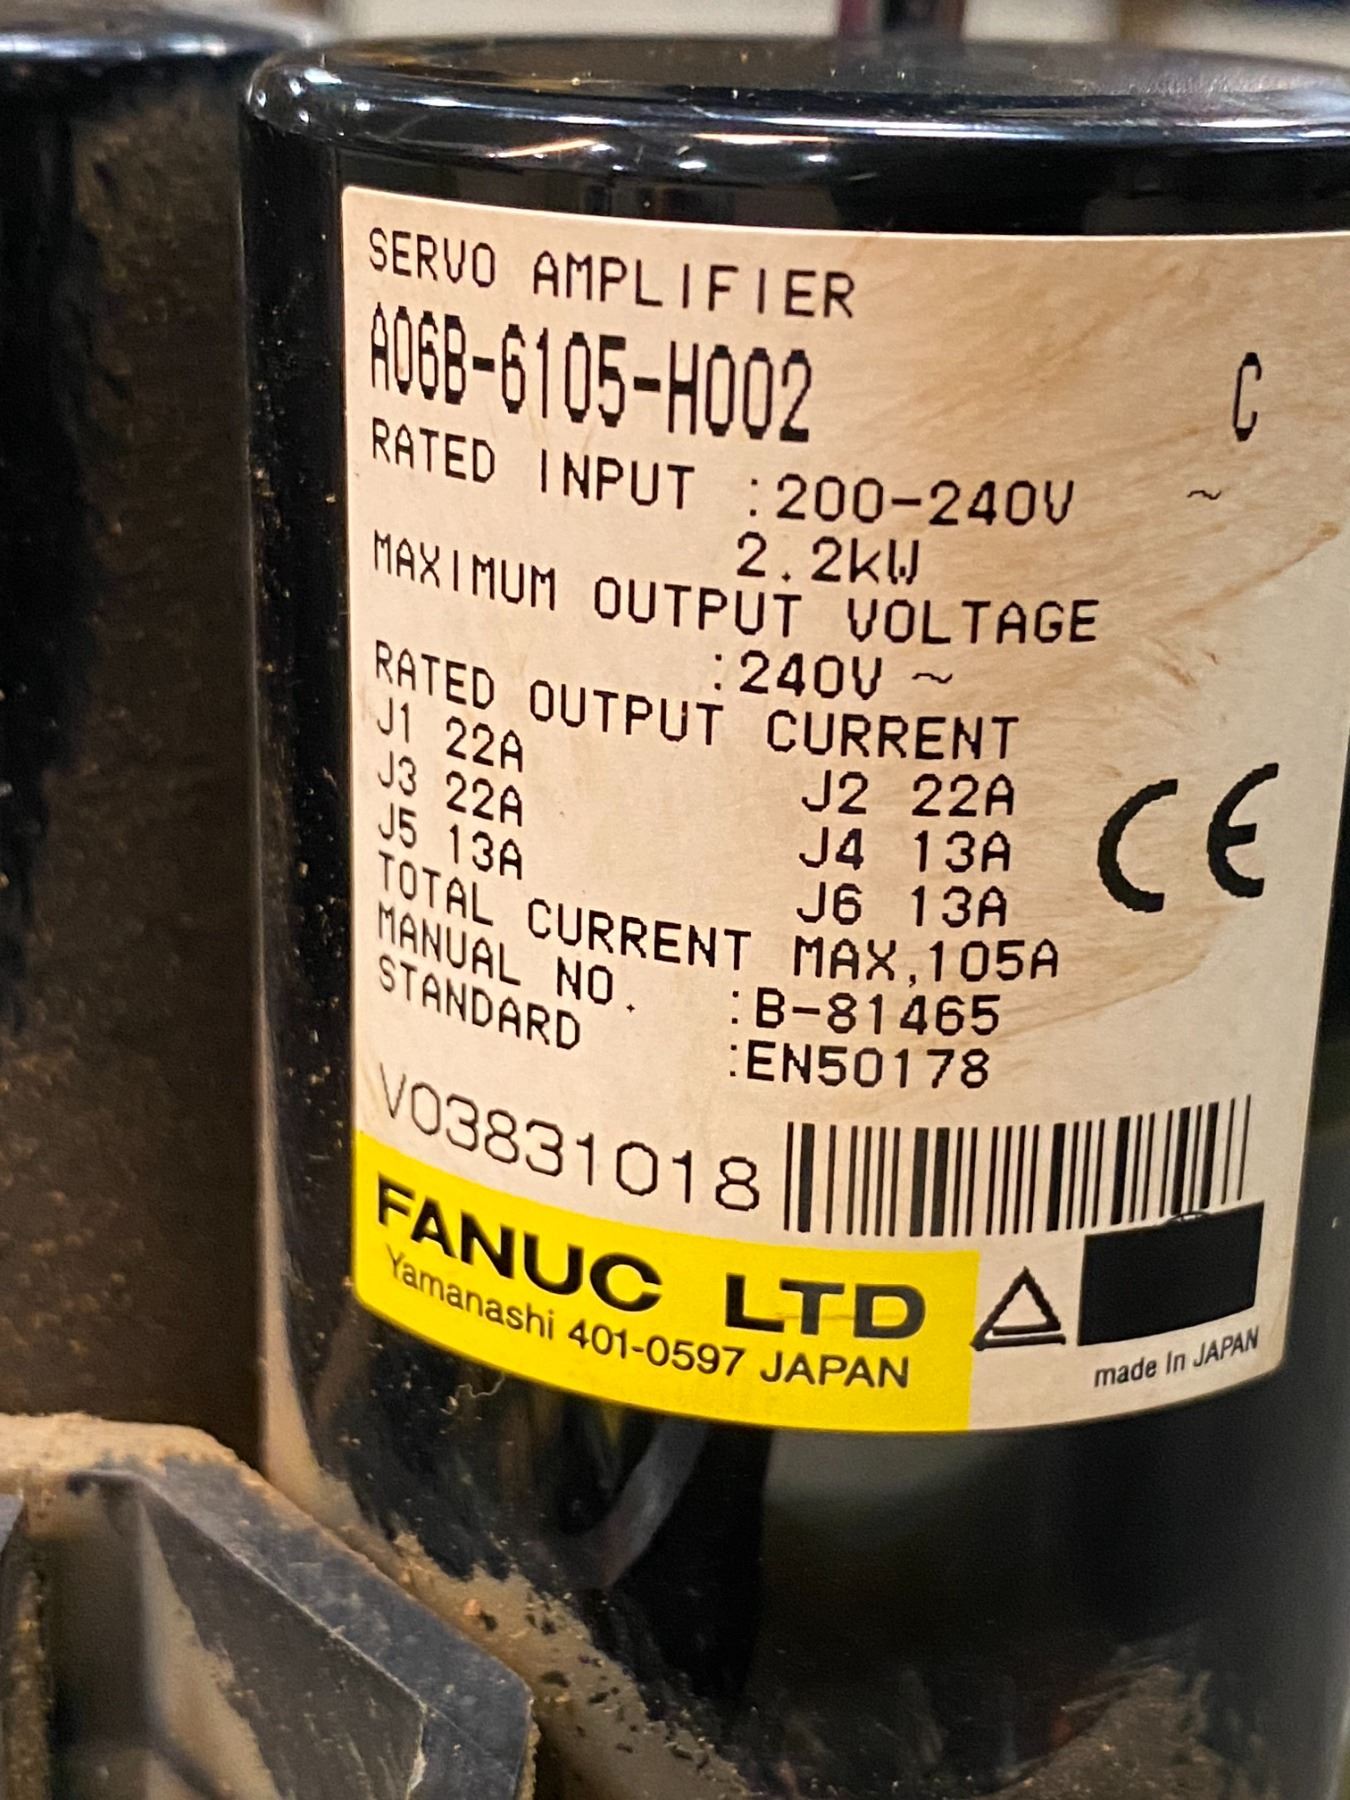 SERVO AMPLIFIER
A06B-6105-H002 C
RATED INPUT :200-240V ~
2.2kW
MAXIMUM OUTPUT VOLTAGE
:240V ~
RATED OUTPUT CURRENT
J1 22A J2 22A
J3 22A J4 13A
J5 13A J6 13A
TOTAL CURRENT MAX,105A
MANUAL NO. :B-81465
STANDARD :EN50178
CE
V03831018
FANUC LTD
Yamanashi 401-0597 JAPAN
made In JAPAN